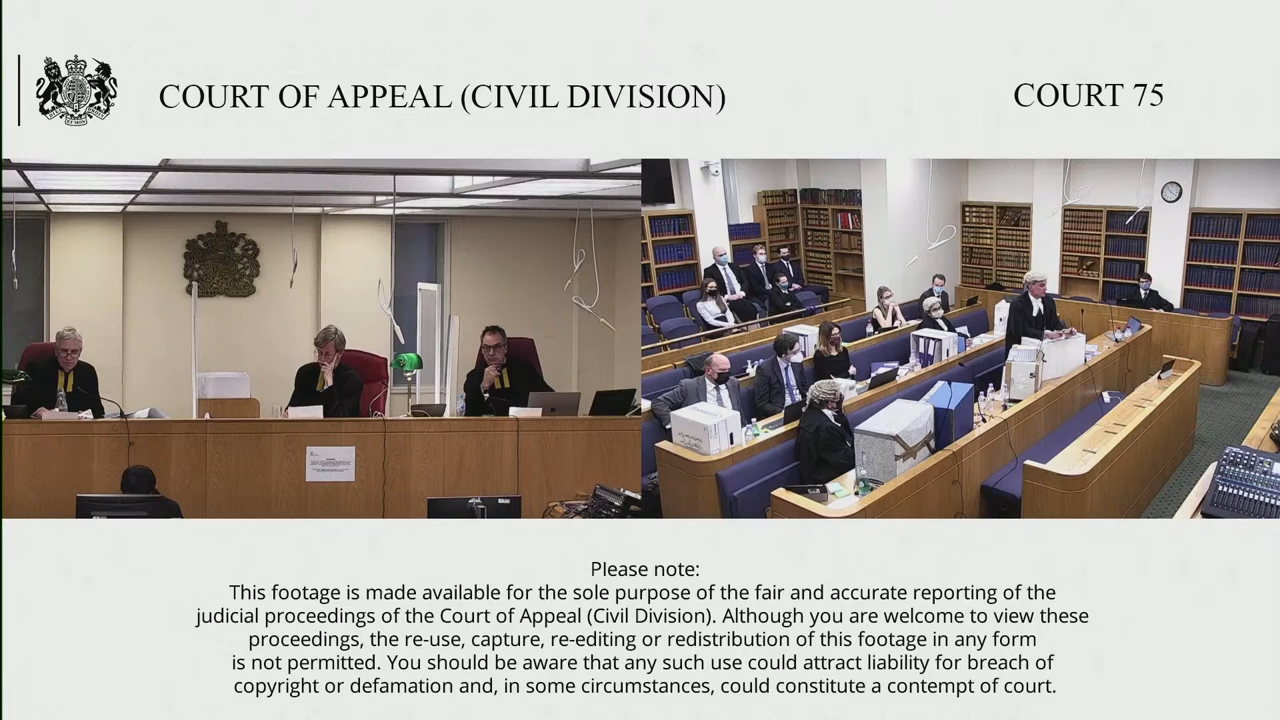 COURT OF APPEAL (CIVIL DIVISION)
COURT 75
Please note:
This footage is made available for the sole purpose of the fair and accurate reporting of the
judicial proceedings of the Court of Appeal (Civil Division). Although you are welcome to view these
proceedings, the re-use, capture, re-editing or redistribution of this footage in any form
is not permitted. You should be aware that any such use could attract liability for breach of
copyright or defamation and, in some circumstances, could constitute a contempt of court.